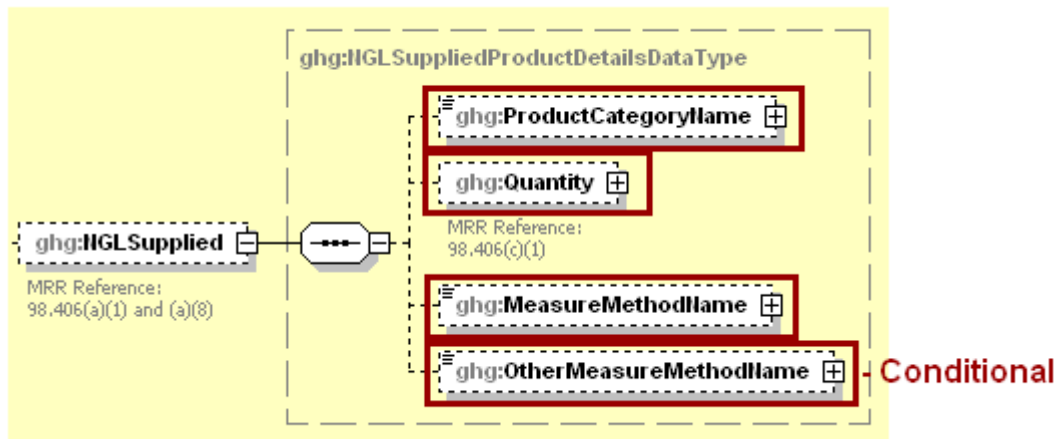 ghg:NGLSuppliedProductDetailsDataType
ghg:ProductCategoryName
ghg:Quantity
MRR Reference:
98.406(c)(1)
ghg:NGLSupplied
MRR Reference:
98.406(a)(1) and (a)(8)
ghg:MeasureMethodName
ghg:OtherMeasureMethodName
- Conditional